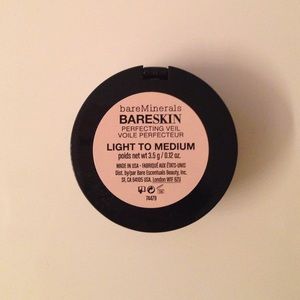 bareMinerals
BARESKIN
PERFECTING VEIL
VOILE PERFECTEUR
LIGHT TO MEDIUM
poids net wt 3.5 g / 0.12 oz.
MADE IN USA • FABRIQUÉ AUX ÉTATS-UNIS
Dist. by/par Bare Escentuals Beauty, Inc.
SF, CA 94105 USA, London W1F 9ZU